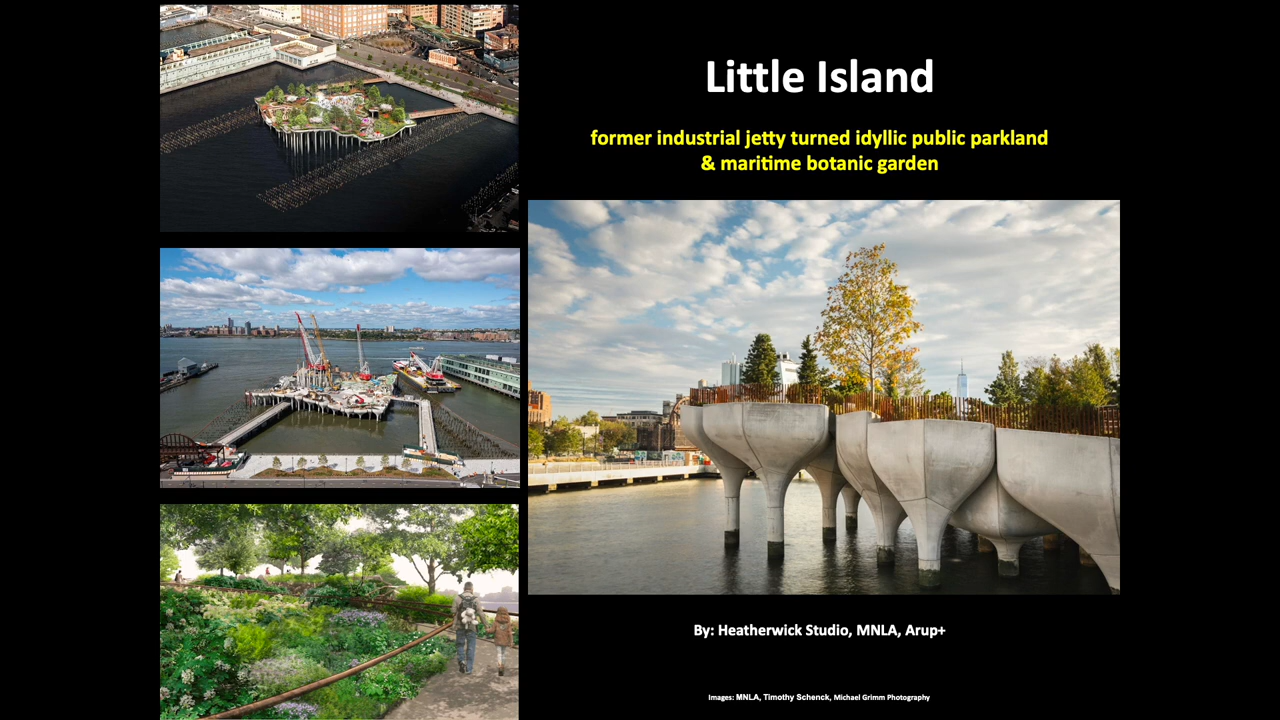 Little Island
former industrial jetty turned idyllic public parkland
& maritime botanic garden
By: Heatherwick Studio, MNLA, Arup+
Images: MNLA, Timothy Schenck, Michael Grimm Photography